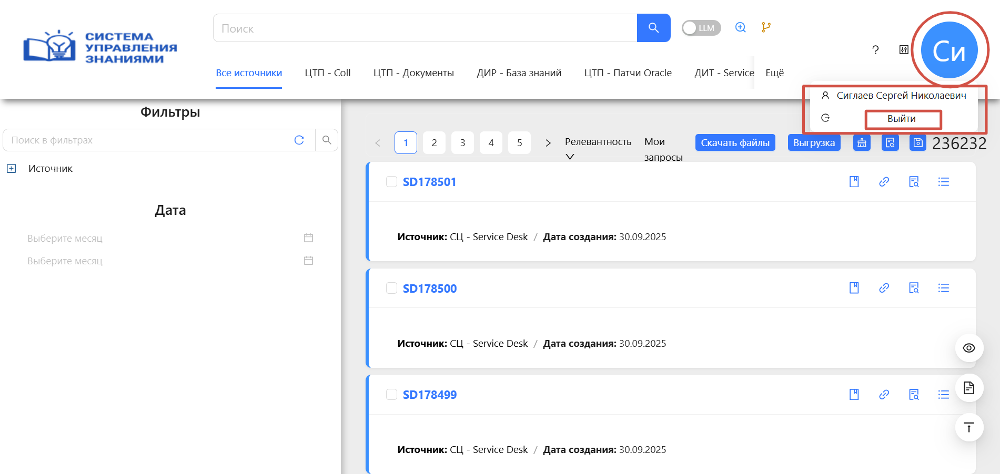 СИСТЕМА
УПРАВЛЕНИЯ
ЗНАНИЯМИ
Поиск
LLM
?
Си
Все источники
ЦТП - Coll
ЦТП - Документы
ДИР - База знаний
ЦТП - Патчи Oracle
ДИТ - Service
Ещё
Сиглаев Сергей Николаевич
Выйти
Фильтры
Поиск в фильтрах
Источник
Дата
Выберите месяц
Выберите месяц
1 2 3 4 5
Релевантность
Мои
запросы
Скачать файлы
Выгрузка
236232
SD178501
Источник: СЦ - Service Desk / Дата создания: 30.09.2025
SD178500
Источник: СЦ - Service Desk / Дата создания: 30.09.2025
SD178499
Источник: СЦ - Service Desk / Дата создания: 30.09.2025